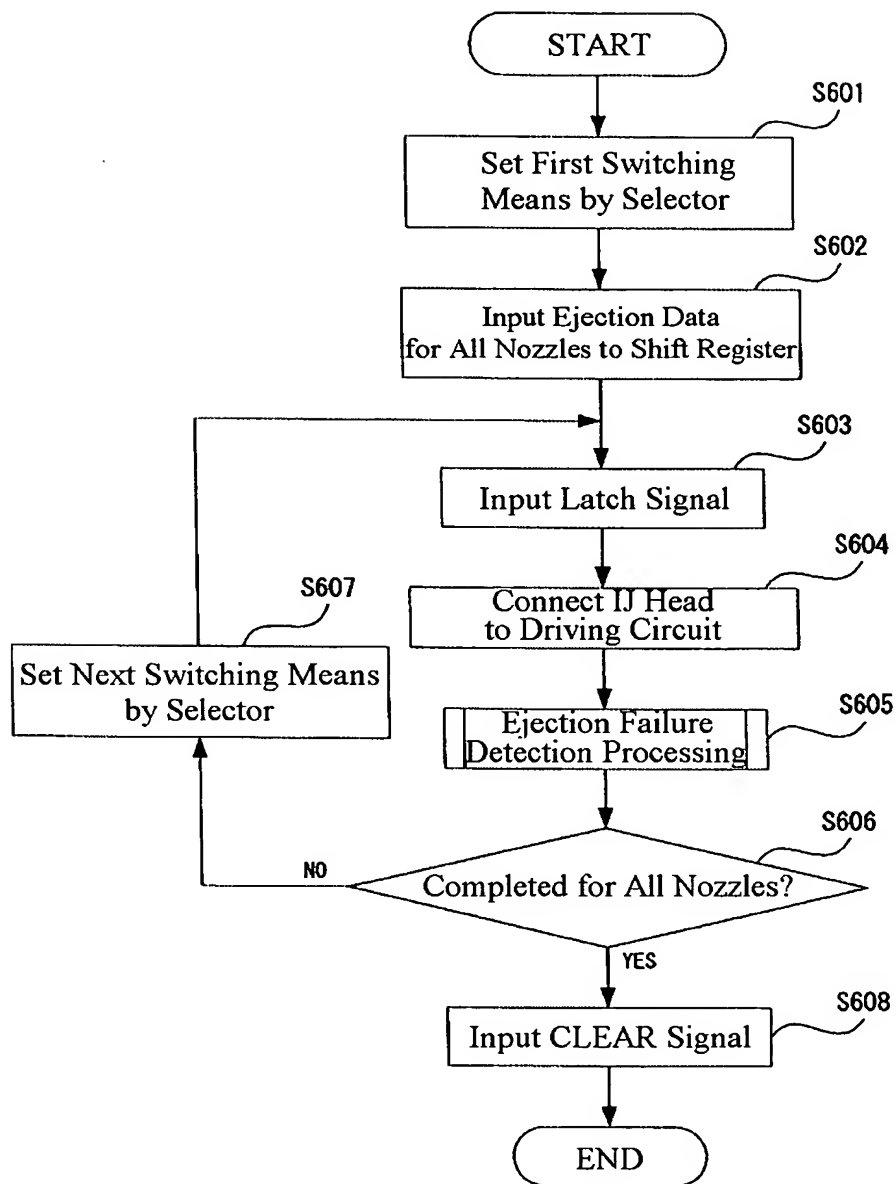 START
S601
Set First Switching
Means by Selector
S602
Input Ejection Data
for All Nozzles to Shift Register
S603
Input Latch Signal
S604
Connect IJ Head
to Driving Circuit
S607
Set Next Switching Means
by Selector
S605
Ejection Failure
Detection Processing
S606
NO
Completed for All Nozzles?
YES
S608
Input CLEAR Signal
END